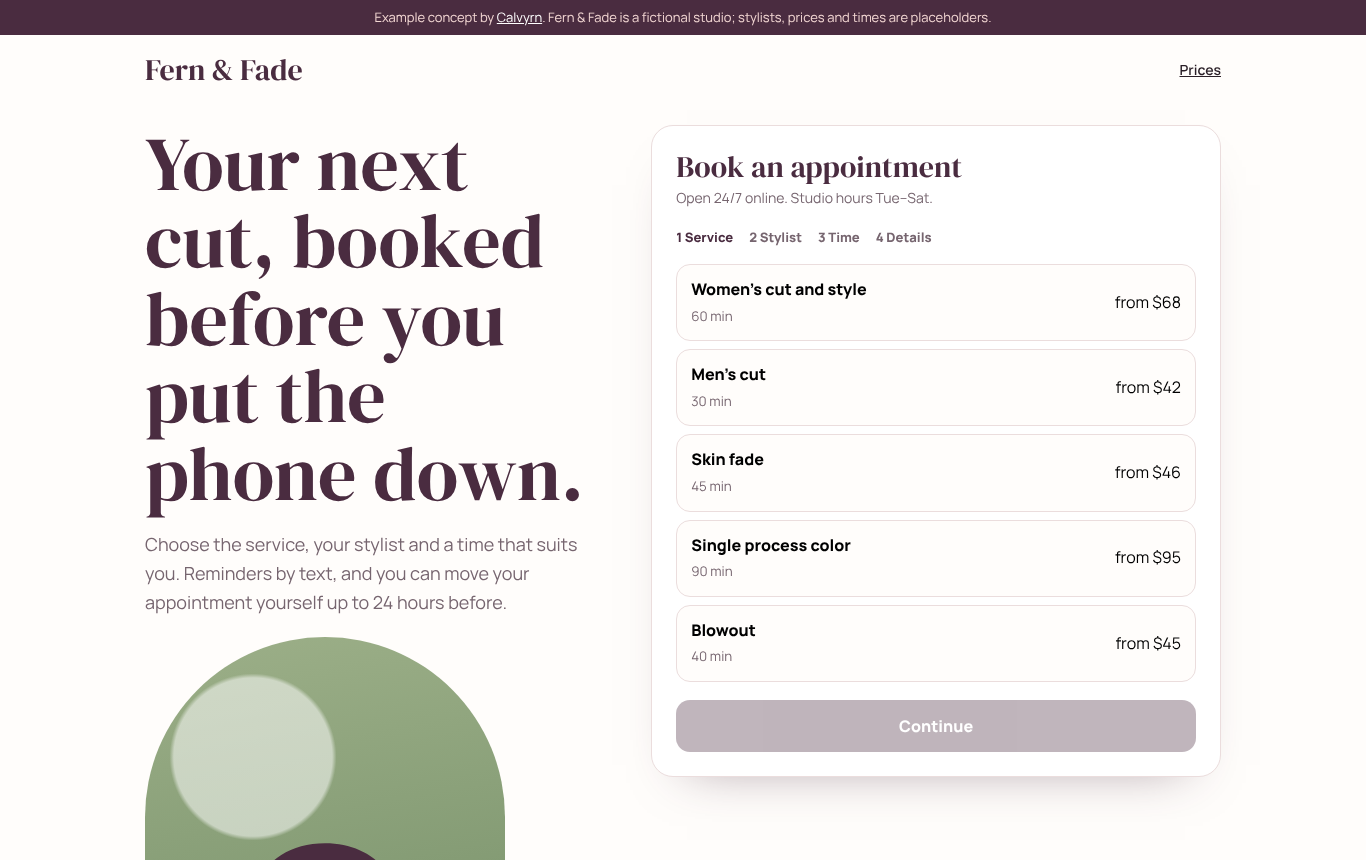 Example concept by Calvyrn. Fern & Fade is a fictional studio; stylists, prices and times are placeholders.
Fern & Fade
Prices
Your next
cut, booked
before you
put the
phone down.
Choose the service, your stylist and a time that suits
you. Reminders by text, and you can move your
appointment yourself up to 24 hours before.
Book an appointment
Open 24/7 online. Studio hours Tue–Sat.
1 Service 2 Stylist 3 Time 4 Details
Women's cut and style
60 min
from $68
Men's cut
30 min
from $42
Skin fade
45 min
from $46
Single process color
90 min
from $95
Blowout
40 min
from $45
Continue